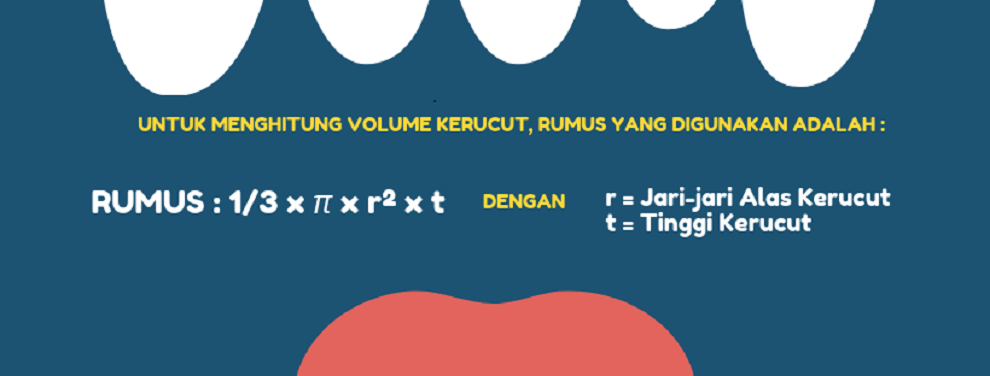 UNTUK MENGHITUNG VOLUME KERUCUT, RUMUS YANG DIGUNAKAN ADALAH :
RUMUS : 1/3 x π x r² x t
DENGAN
r = Jari-jari Alas Kerucut
t = Tinggi Kerucut